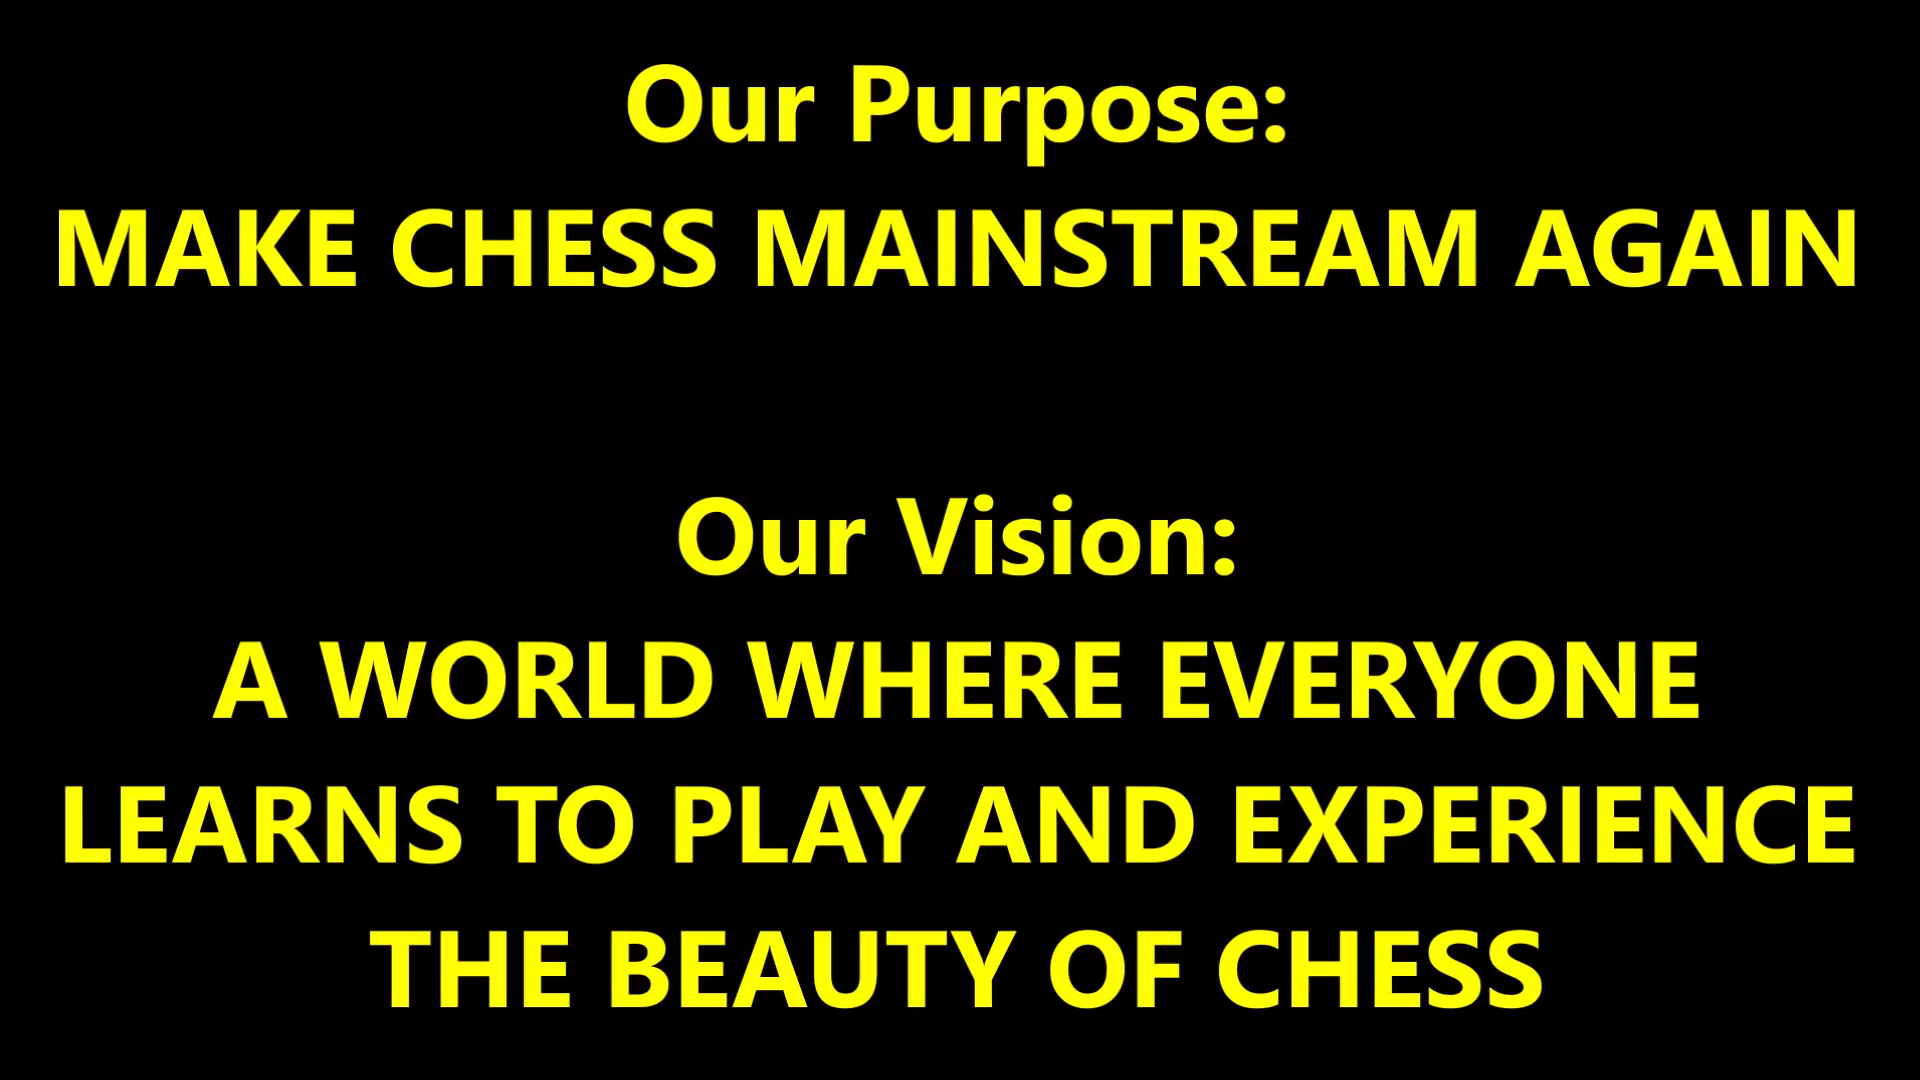 Our Purpose:
MAKE CHESS MAINSTREAM AGAIN
Our Vision:
A WORLD WHERE EVERYONE
LEARNS TO PLAY AND EXPERIENCE
THE BEAUTY OF CHESS